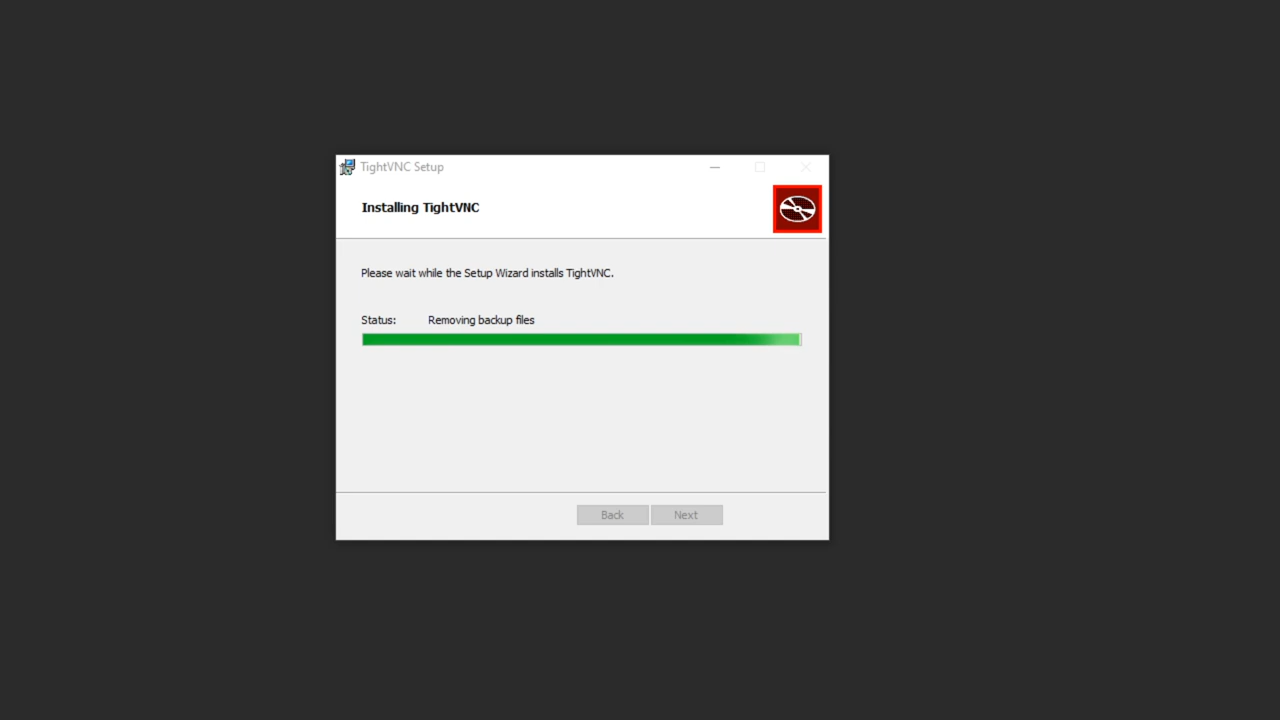 TightVNC Setup
Installing TightVNC
Please wait while the Setup Wizard installs TightVNC.
Status: Removing backup files
Back Next